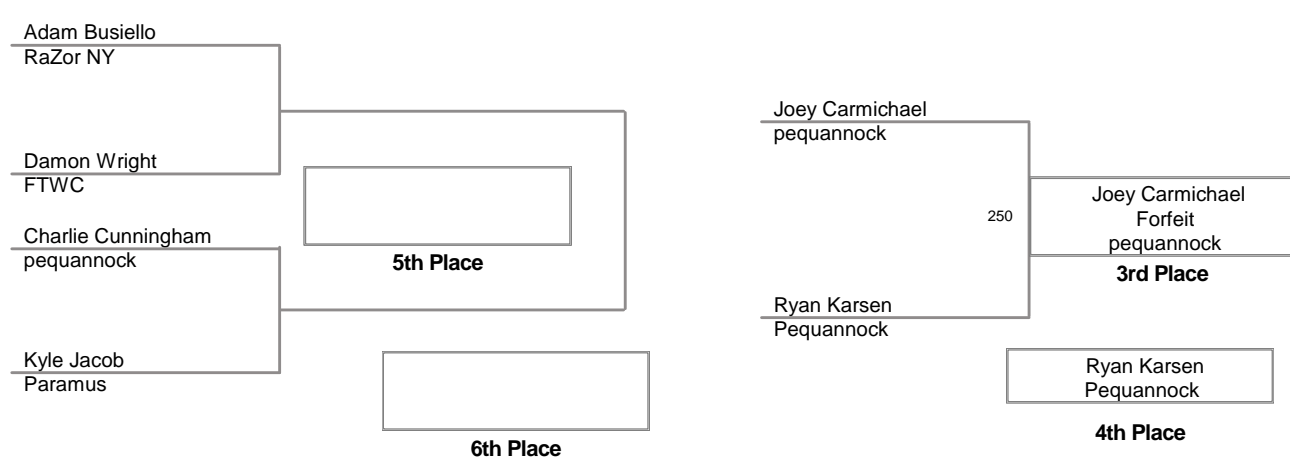 Adam Busiello
RaZor NY
Damon Wright
FTWC
Charlie Cunningham
pequannock
5th Place
Kyle Jacob
Paramus
6th Place
Joey Carmichael
pequannock
250
Joey Carmichael
Forfeit
pequannock
3rd Place
Ryan Karsen
Pequannock
Ryan Karsen
Pequannock
4th Place